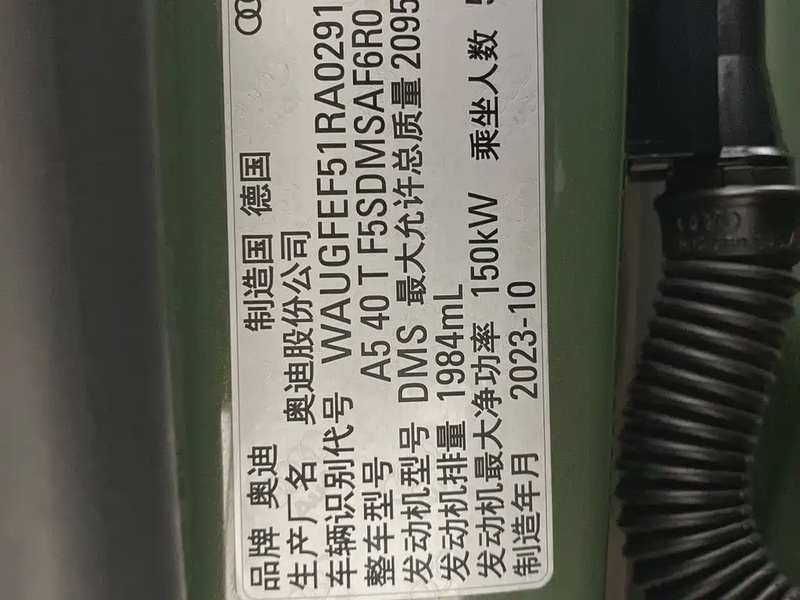 品牌 奥迪 制造国 德国
生产厂名 奥迪股份公司
车辆识别代号 WAUGFEF51RA0291
整车型号 A5 40 T F5SDMSAF6R0
发动机型号 DMS 最大允许总质量 2095
发动机排量 1984mL
发动机最大净功率 150kW 乘坐人数
制造年月 2023-10